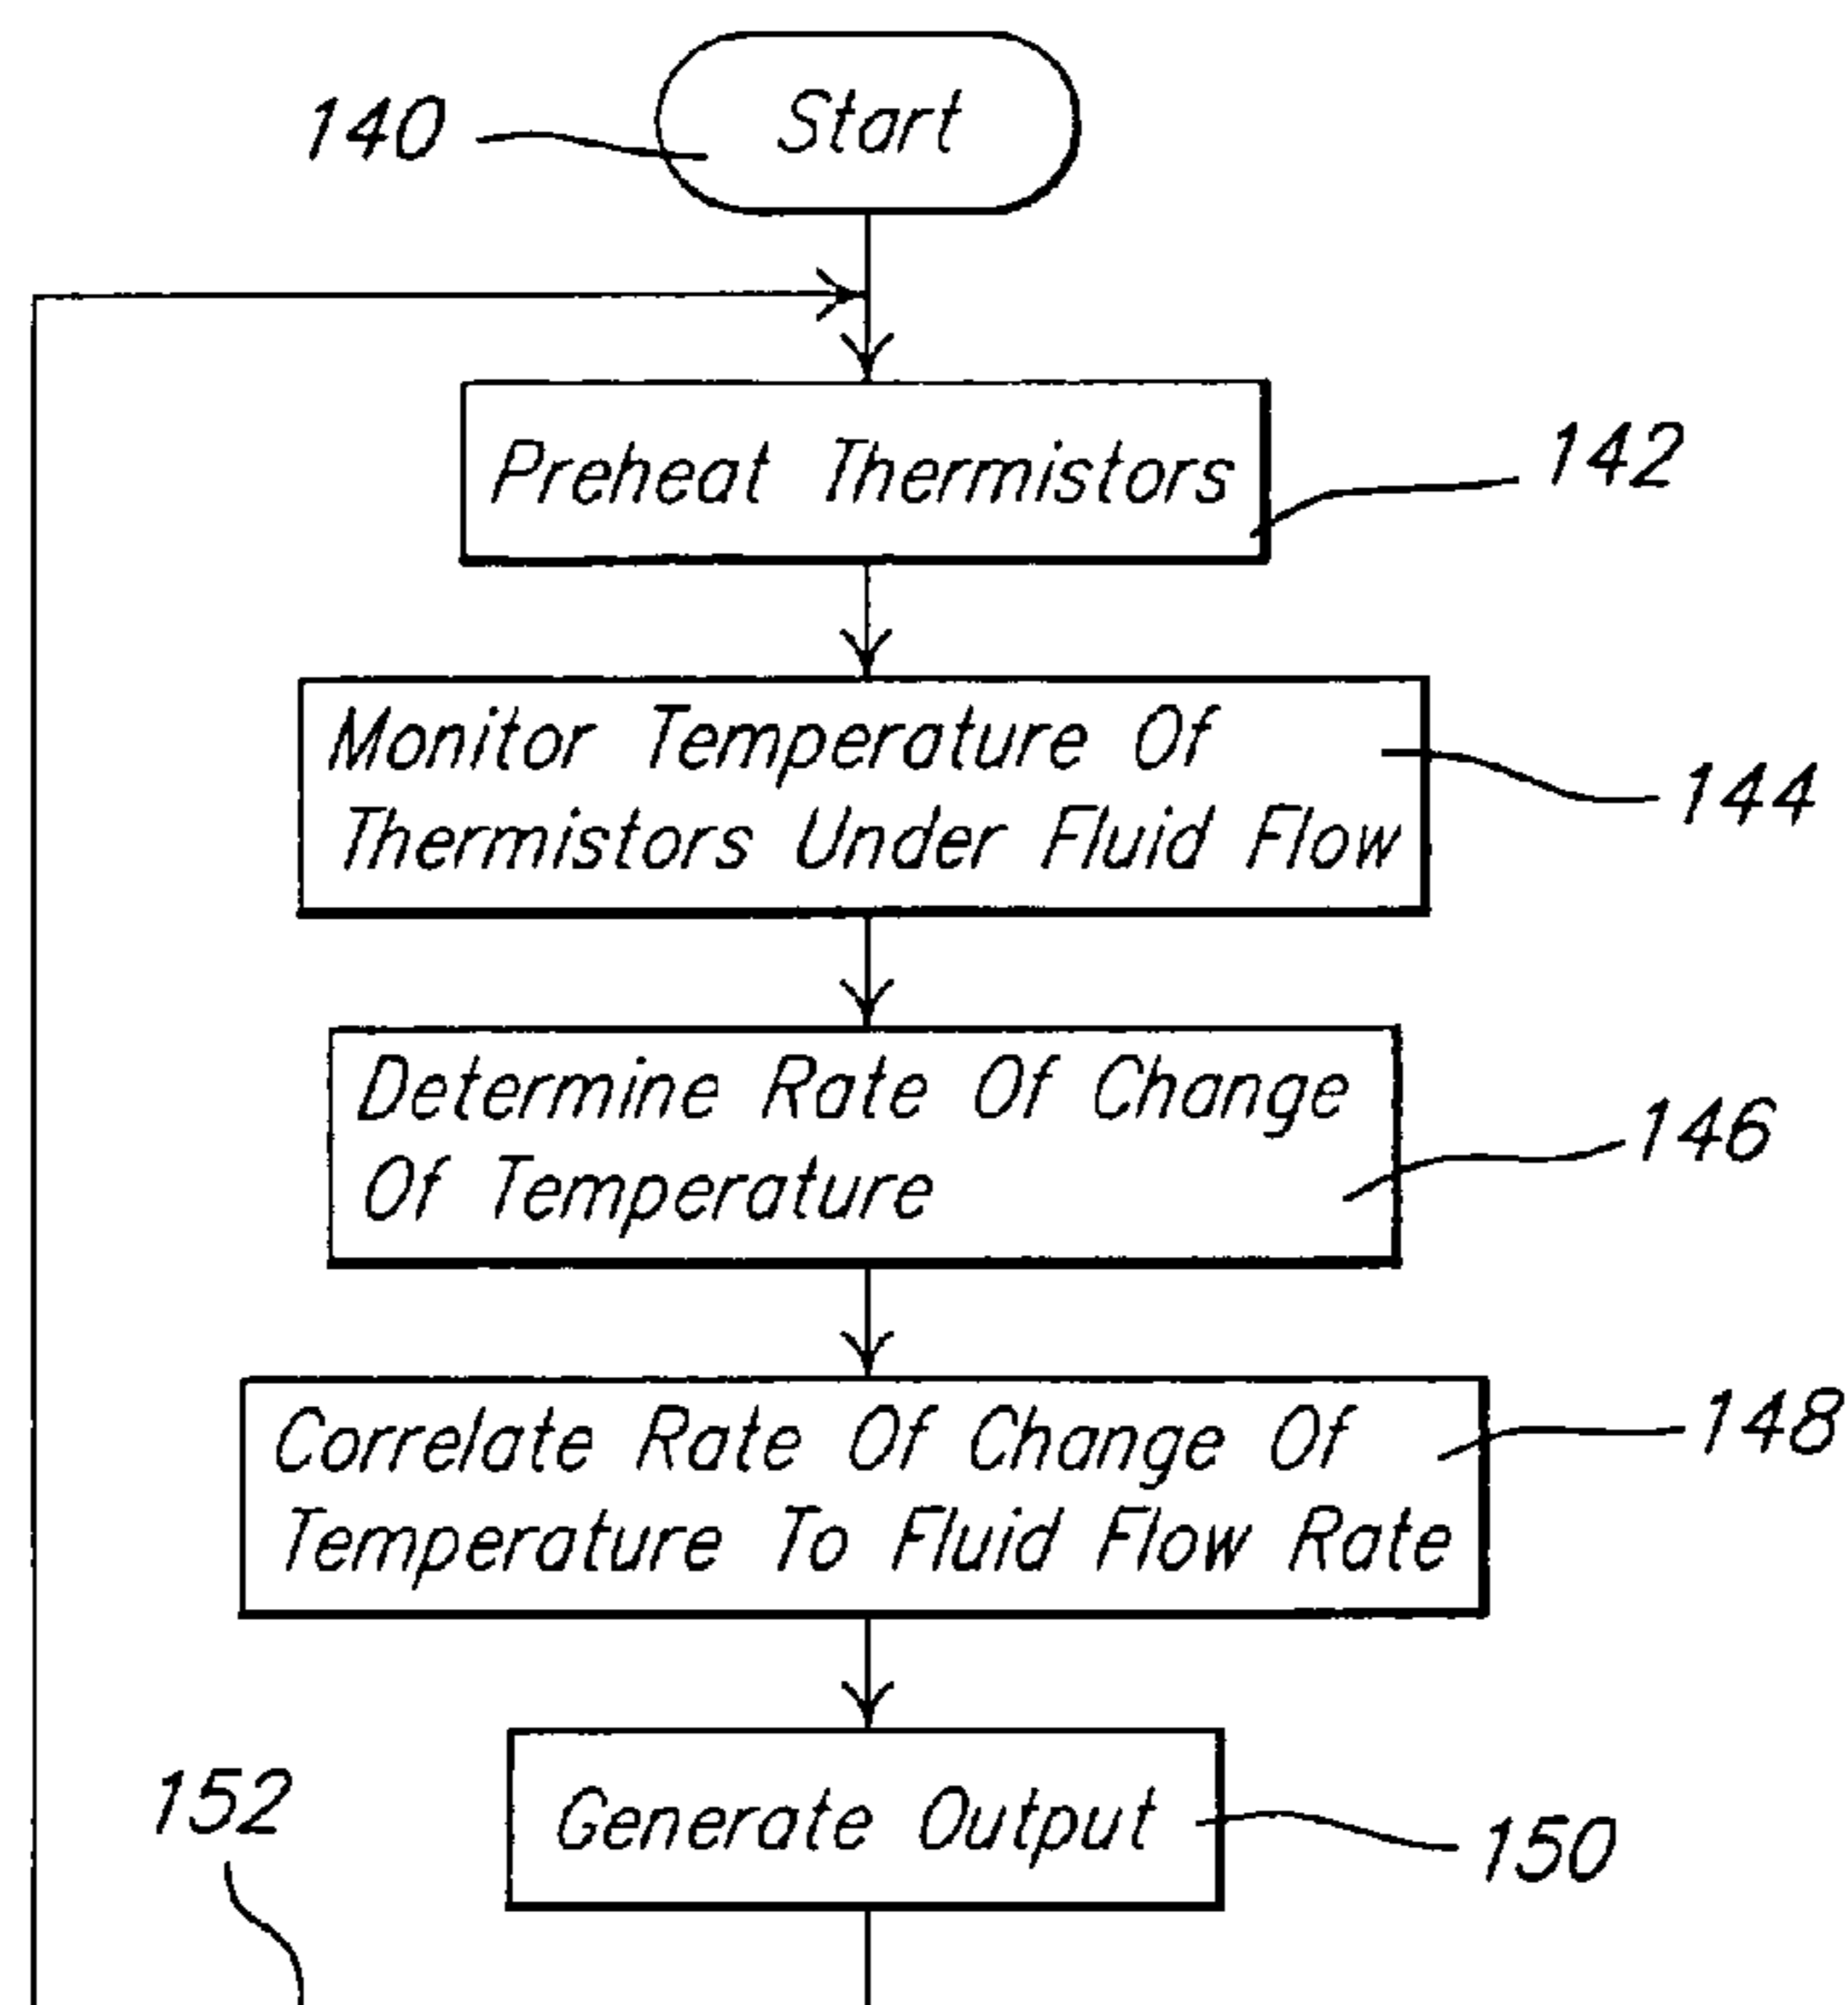 Start
140
Preheat Thermistors
142
Monitor Temperature Of
Thermistors Under Fluid Flow
144
Determine Rate Of Change
Of Temperature
146
Correlate Rate Of Change Of
Temperature To Fluid Flow Rate
148
Generate Output
150
152